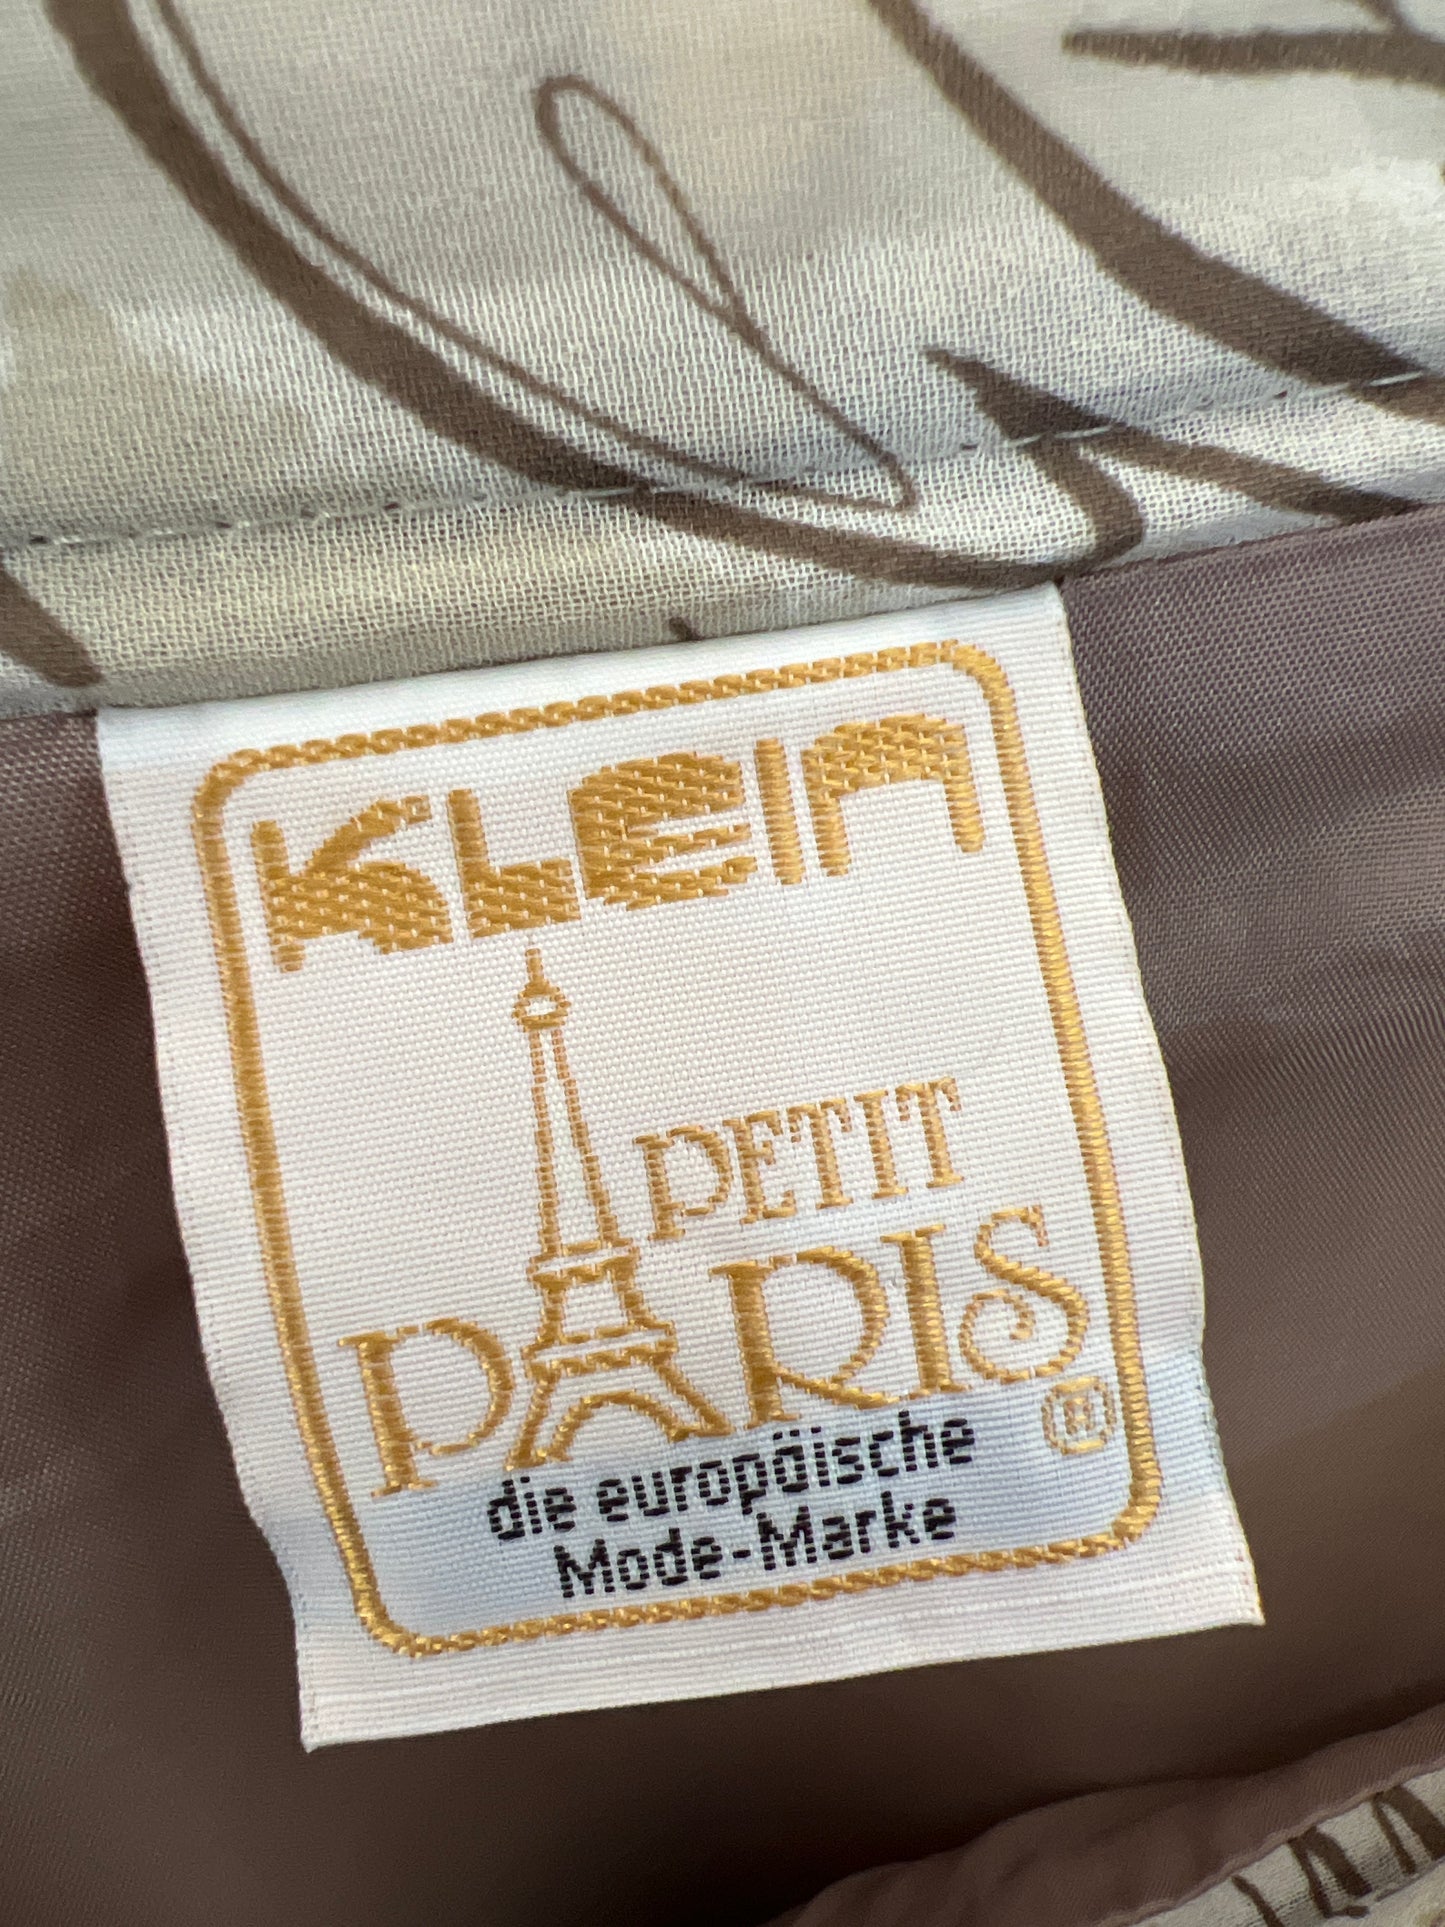 KLEIN
PETIT
PARIS
die europäische
Mode-Marke